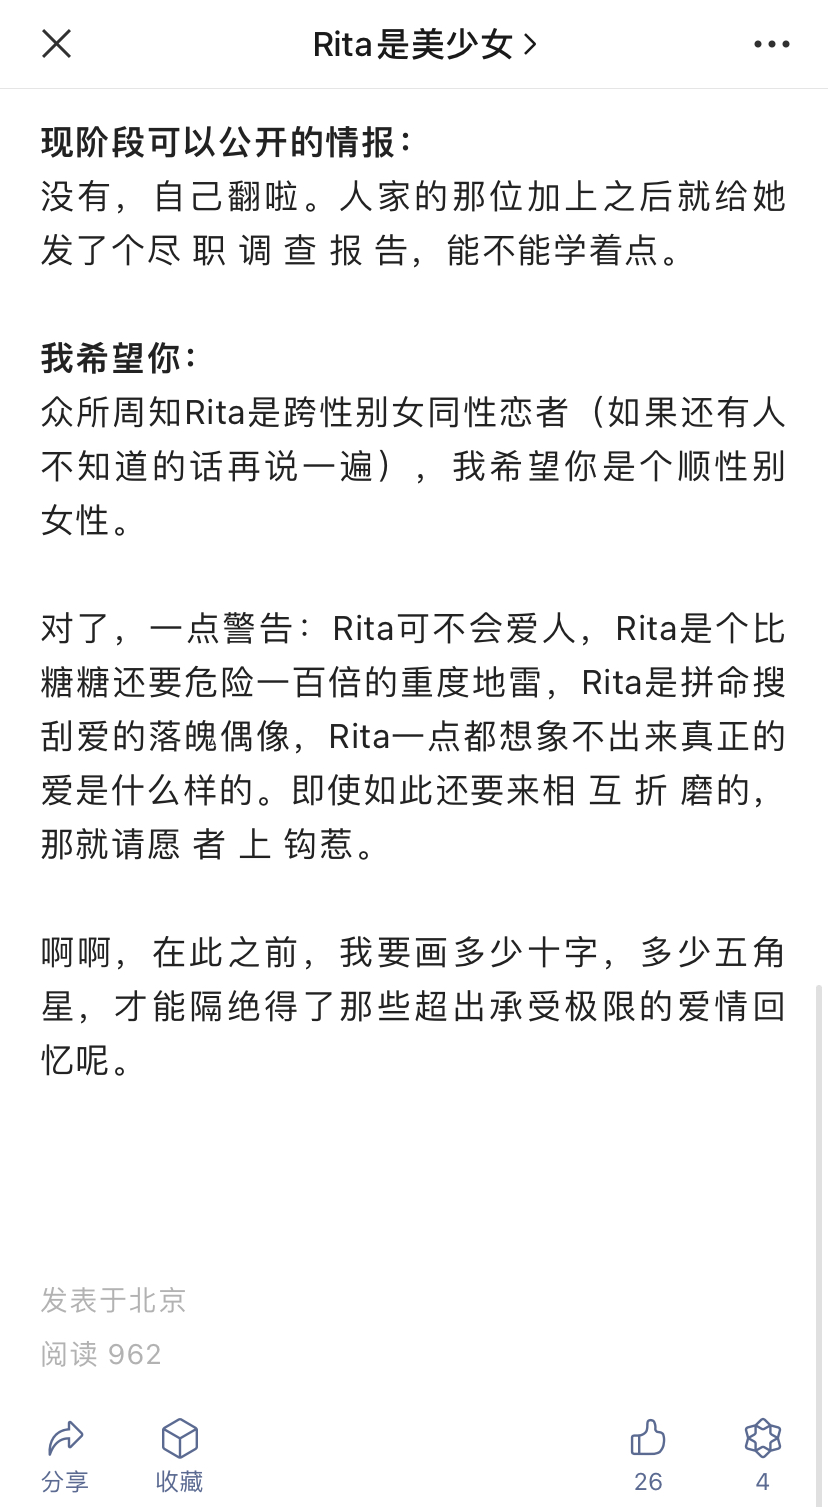 Rita是美少女
现阶段可以公开的情报：
没有，自己翻啦。人家的那位加上之后就给她
发了个尽 职 调 查 报 告，能不能学着点。
我希望你：
众所周知Rita是跨性别女同性恋者（如果还有人
不知道的话再说一遍），我希望你是个顺性别
女性。
对了，一点警告：Rita可不会爱人，Rita是个比
糖糖还要危险一百倍的重度地雷，Rita是拼命搜
刮爱的落魄偶像，Rita一点都想象不出来真正的
爱是什么样的。即使如此还要来相 互 折 磨的，
那就请愿 者 上 钩惹。
啊啊，在此之前，我要画多少十字，多少五角
星，才能隔绝得了那些超出承受极限的爱情回
忆呢。
发表于北京
阅读 962
分享 收藏 26 4